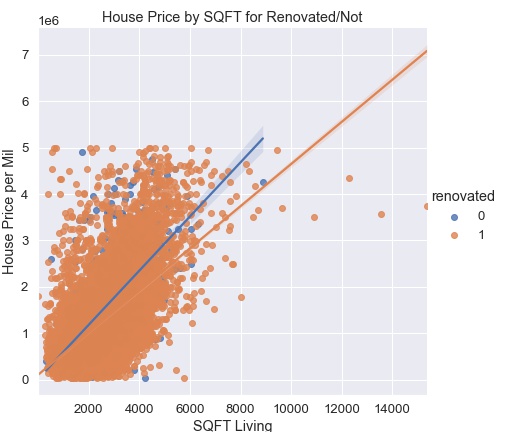 House Price by SQFT for Renovated/Not
1e6
7
6
5
4
3
2
1
0
House Price per Mil
2000 4000 6000 8000 10000 12000 14000
SQFT Living
renovated
0
1